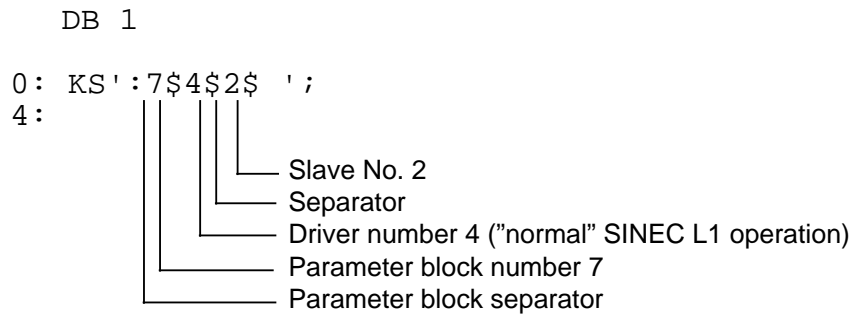 DB 1
0: KS':7$4$2$ ';
4:
Slave No. 2
Separator
Driver number 4 (”normal” SINEC L1 operation)
Parameter block number 7
Parameter block separator